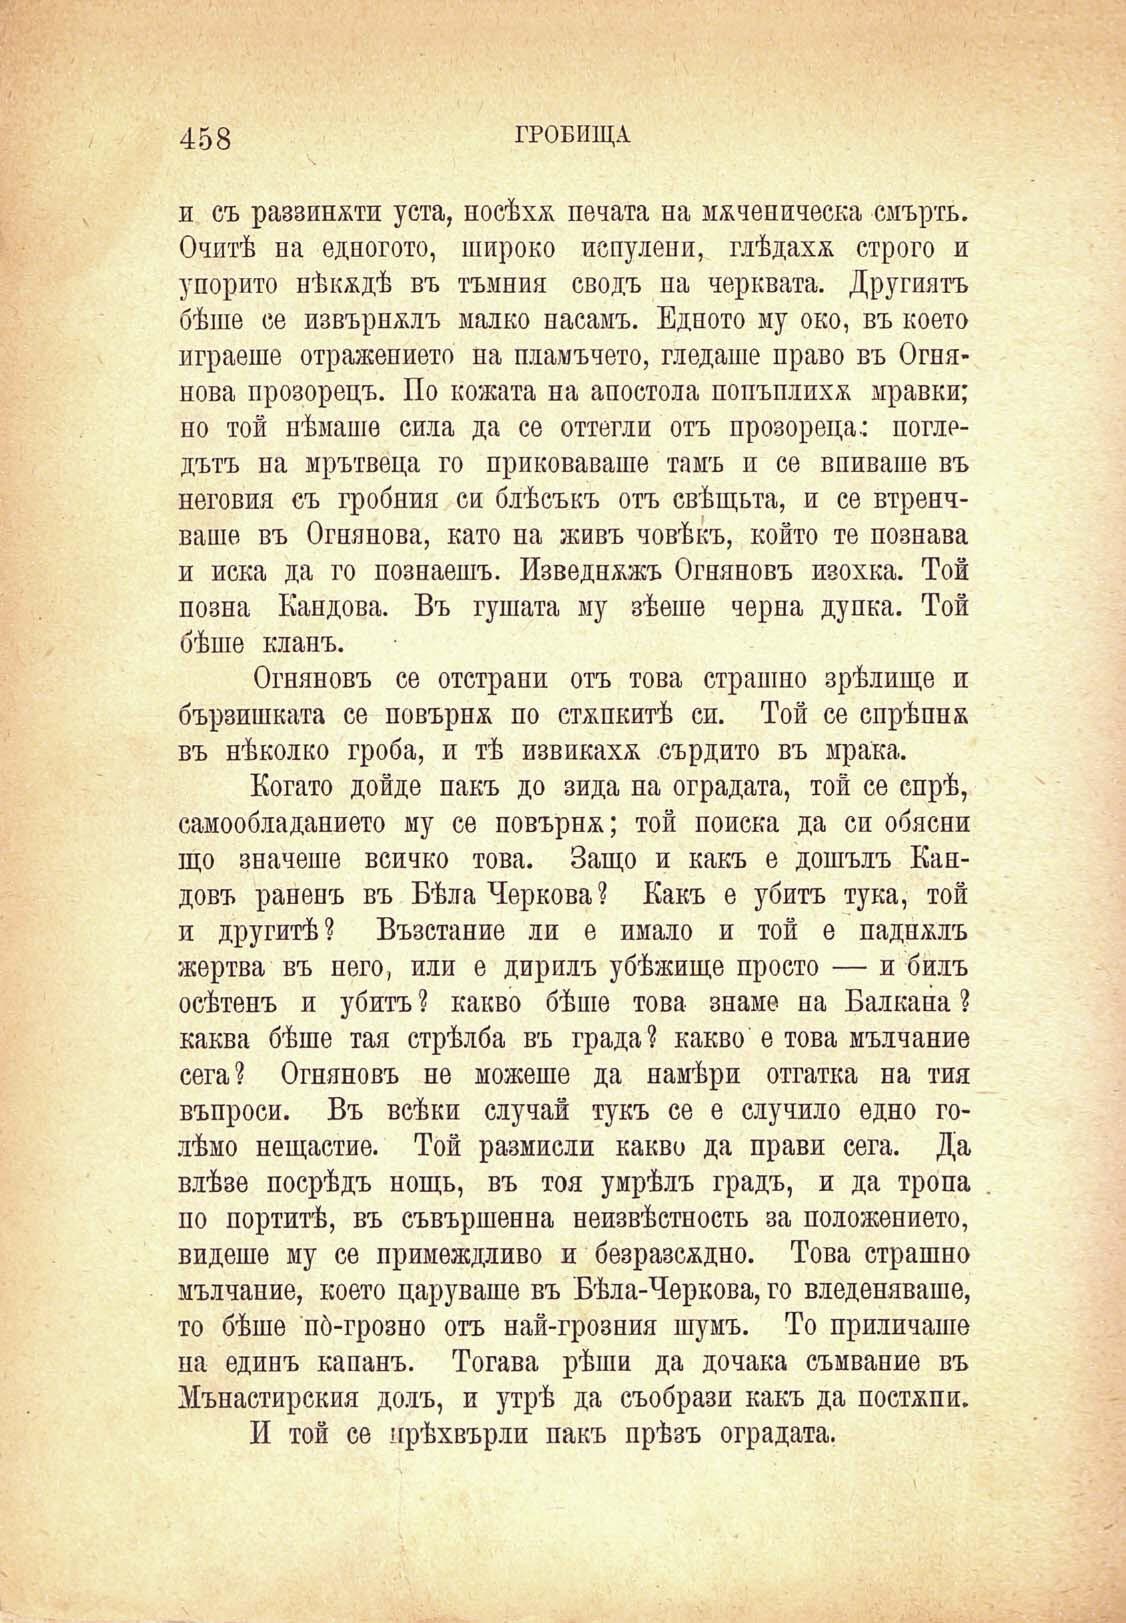 458
ГРОБИЩА
и съ раззинѫти уста, носѣхѫ печата на мѫченическа смърть.
Очитѣ на едногото, широко испулени, глѣдахѫ строго и
упорито нѣкѫдѣ въ тъмния сводъ на черквата. Другиятъ
бѣше се извърнѫлъ малко насамъ. Едното му око, въ което
играеше отражението на пламъчето, гледаше право въ Огня-
нова прозорецъ. По кожата на апостола попъплихѫ мравки;
но той нѣмаше сила да се оттегли отъ прозореца: погле-
дътъ на мрътвеца го приковаваше тамъ и се впиваше въ
неговия съ гробния си блѣсъкъ отъ свѣщьта, и се втренч-
ваше въ Огнянова, като на живъ човѣкъ, който те познава
и иска да го познаешъ. Изведнѫжъ Огняновъ изохка. Той
позна Кандова. Въ гушата му зѣеше черна дупка. Той
бѣше кланъ.
Огняновъ се отстрани отъ това страшно зрѣлище и
бързишката се повърнѫ по стѫпкитѣ си. Той се спрѣпнѫ
въ нѣколко гроба, и тѣ извикахѫ сърдито въ мрака.
Когато дойде пакъ до зида на оградата, той се спрѣ,
самообладанието му се повърнѫ; той поиска да си обясни
що значеше всичко това. Защо и какъ е дошълъ Кан-
довъ раненъ въ Бѣла Черкова? Какъ е убитъ тука, той
и другитѣ? Възстание ли е имало и той е паднѫлъ
жертва въ него, или е дирилъ убѣжище просто — и билъ
осѣтенъ и убитъ? какво бѣше това знаме на Балкана?
каква бѣше тая стрѣлба въ града? какво е това мълчание
сега? Огняновъ не можеше да намѣри отгатка на тия
въпроси. Въ всѣки случай тукъ се е случило едно го-
лѣмо нещастие. Той размисли какво да прави сега. Да
влѣзе посрѣдъ нощь, въ тоя умрѣлъ градъ, и да тропа
по портитѣ, въ съвършенна неизвѣстность за положението,
видеше му се примеждливо и безразсѫдно. Това страшно
мълчание, което царуваше въ Бѣла-Черкова, го вледеняваше,
то бѣше по̀-грозно отъ най-грозния шумъ. То приличаше
на единъ капанъ. Тогава рѣши да дочака съмвание въ
Мънастирския долъ, и утрѣ да съобрази какъ да постѫпи.
И той се прѣхвърли пакъ прѣзъ оградата.